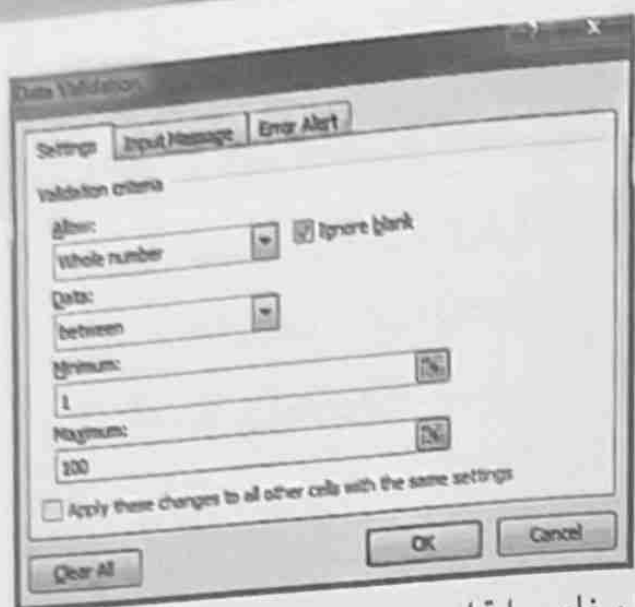 Data Validation
? X
Settings Input Message Error Alert
Validation criteria
Allow:
Whole number Ignore blank
Data:
between
Minimum:
1
Maximum:
100
Apply these changes to all other cells with the same settings
Clear All OK Cancel